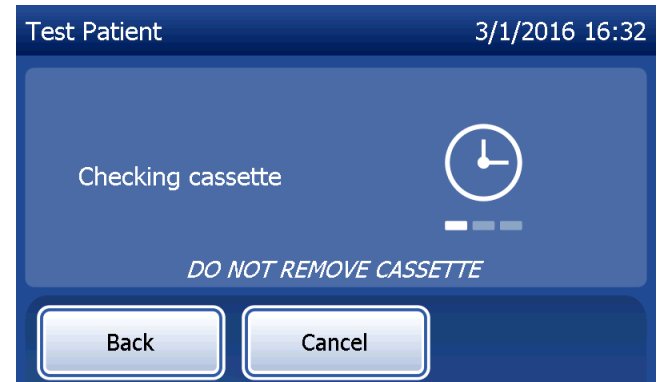 Test Patient 3/1/2016 16:32
Checking cassette
DO NOT REMOVE CASSETTE
Back Cancel